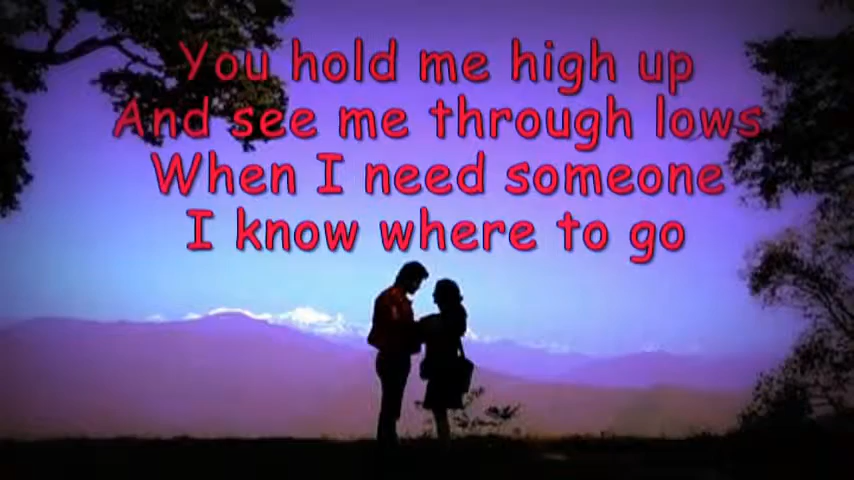 You hold me high up
And see me through lows
When I need someone
I know where to go